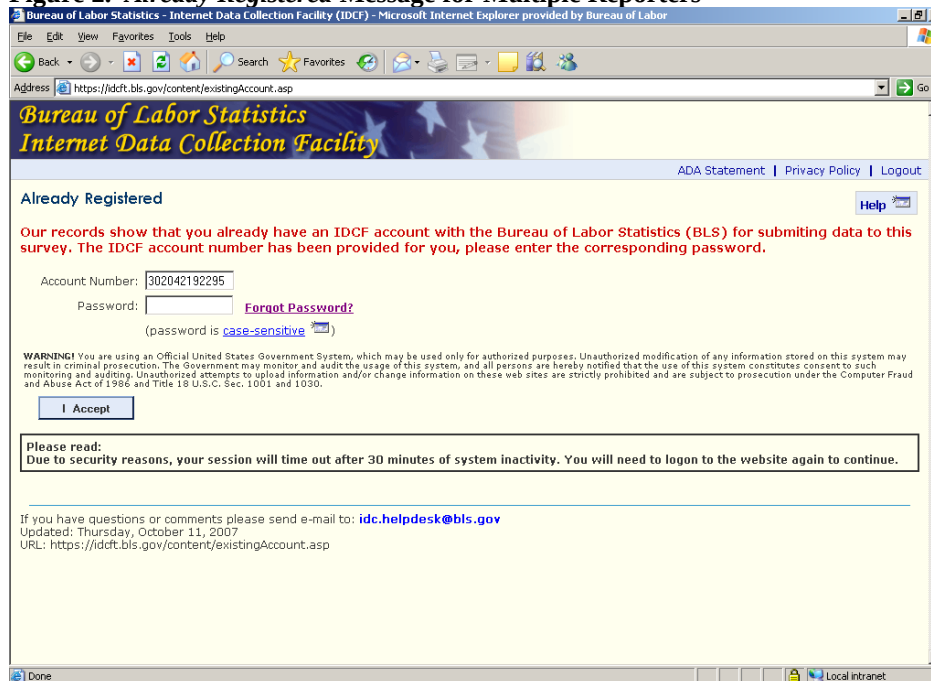 Figure 2. Already Registered Message for Multiple Reporters
Bureau of Labor Statistics - Internet Data Collection Facility (IDCF) - Microsoft Internet Explorer provided by Bureau of Labor
File Edit View Favorites Tools Help
Back Search Favorites
Address https://idcft.bls.gov/content/existingAccount.asp Go
Bureau of Labor Statistics
Internet Data Collection Facility
ADA Statement | Privacy Policy | Logout
Already Registered
Help
Our records show that you already have an IDCF account with the Bureau of Labor Statistics (BLS) for submiting data to this
survey. The IDCF account number has been provided for you, please enter the corresponding password.
Account Number: 302042192295
Password: Forgot Password?
(password is case-sensitive )
WARNING! You are using an Official United States Government System, which may be used only for authorized purposes. Unauthorized modification of any information stored on this system may
result in criminal prosecution. The Government may monitor and audit the usage of this system, and all persons are hereby notified that the use of this system constitutes consent to such
monitoring and auditing. Unauthorized attempts to upload information and/or change information on these web sites are strictly prohibited and are subject to prosecution under the Computer Fraud
and Abuse Act of 1986 and Title 18 U.S.C. Sec. 1001 and 1030.
I Accept
Please read:
Due to security reasons, your session will time out after 30 minutes of system inactivity. You will need to logon to the website again to continue.
If you have questions or comments please send e-mail to: idc.helpdesk@bls.gov
Updated: Thursday, October 11, 2007
URL: https://idcft.bls.gov/content/existingAccount.asp
Done Local intranet